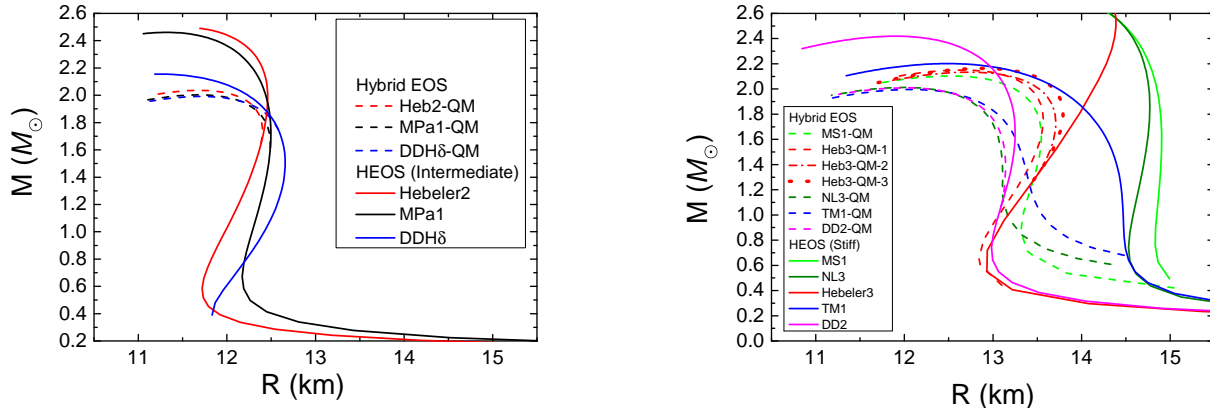 2.6
2.4
2.2
2.0
1.8
1.6
1.4
1.2
1.0
0.8
0.6
0.4
0.2
M (M⊙)
11 12 13 14 15
R (km)
Hybrid EOS
Heb2-QM
MPa1-QM
DDHδ-QM
HEOS (Intermediate)
Hebeler2
MPa1
DDHδ
2.6
2.4
2.2
2.0
1.8
1.6
1.4
1.2
1.0
0.8
0.6
0.4
0.2
0.0
M (M⊙)
11 12 13 14 15
R (km)
Hybrid EOS
MS1-QM
Heb3-QM-1
Heb3-QM-2
Heb3-QM-3
NL3-QM
TM1-QM
DD2-QM
HEOS (Stiff)
MS1
NL3
Hebeler3
TM1
DD2